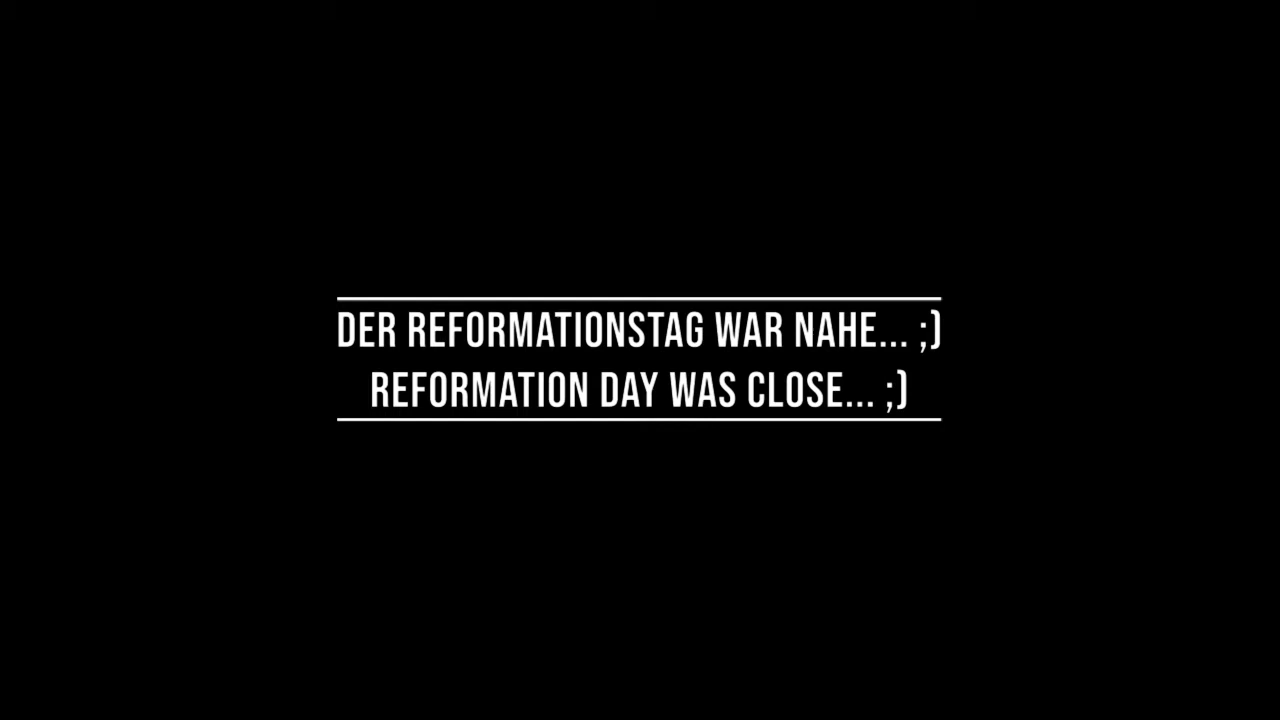 DER REFORMATIONSTAG WAR NAHE... ;)
REFORMATION DAY WAS CLOSE... ;)